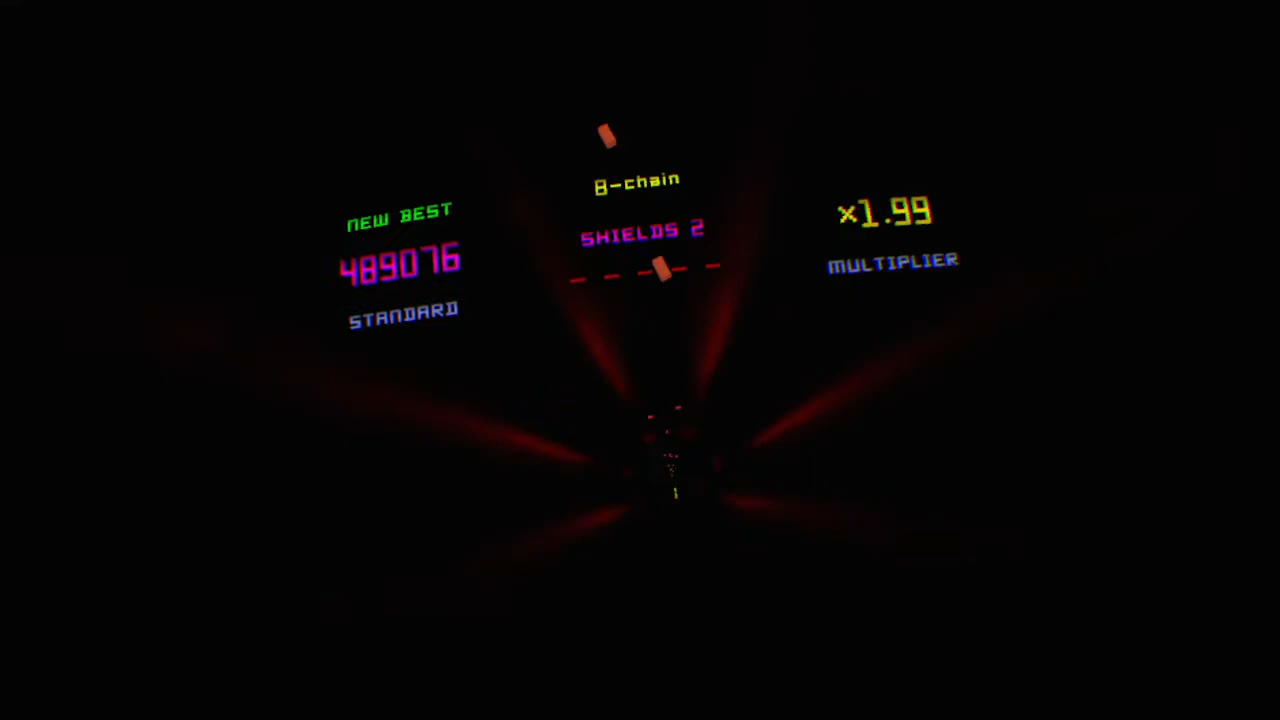 NEW BEST
489076
STANDARD
8-chain
SHIELDS 2
×1.99
MULTIPLIER